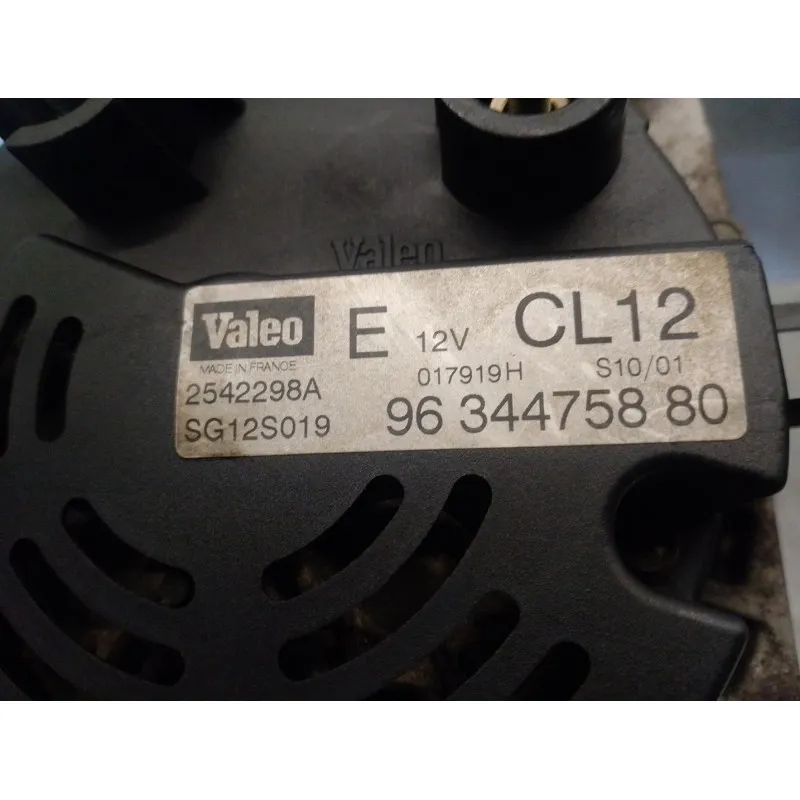 Valeo
Valeo E 12V CL12
MADE IN FRANCE
2542298A 017919H S10/01
SG12S019 96 344758 80